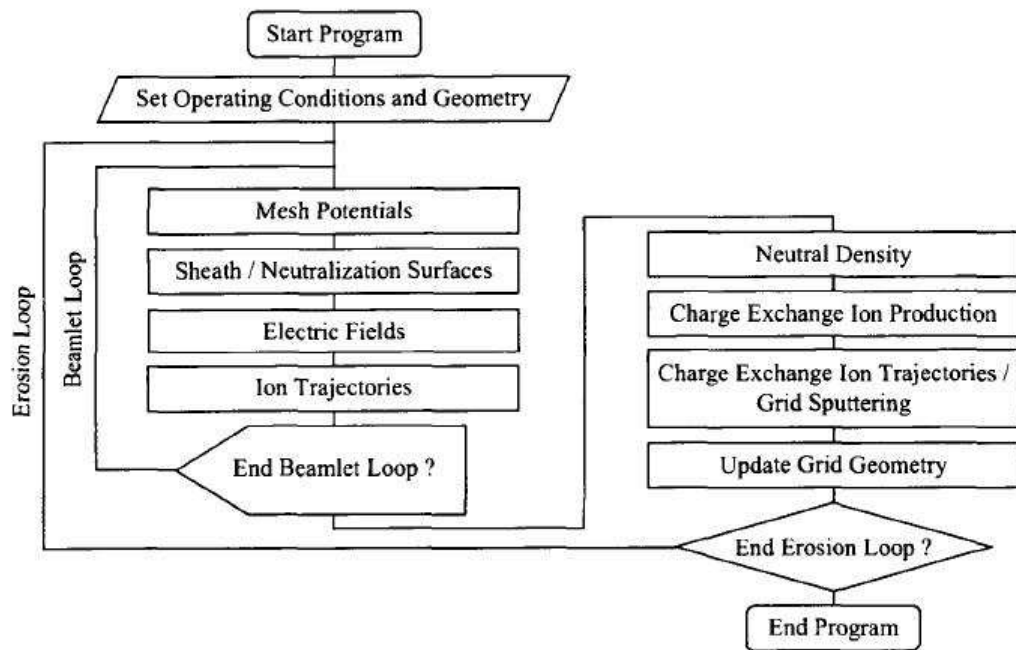 Start Program
Set Operating Conditions and Geometry
Erosion Loop
Beamlet Loop
Mesh Potentials
Sheath / Neutralization Surfaces
Electric Fields
Ion Trajectories
End Beamlet Loop ?
Neutral Density
Charge Exchange Ion Production
Charge Exchange Ion Trajectories /
Grid Sputtering
Update Grid Geometry
End Erosion Loop ?
End Program